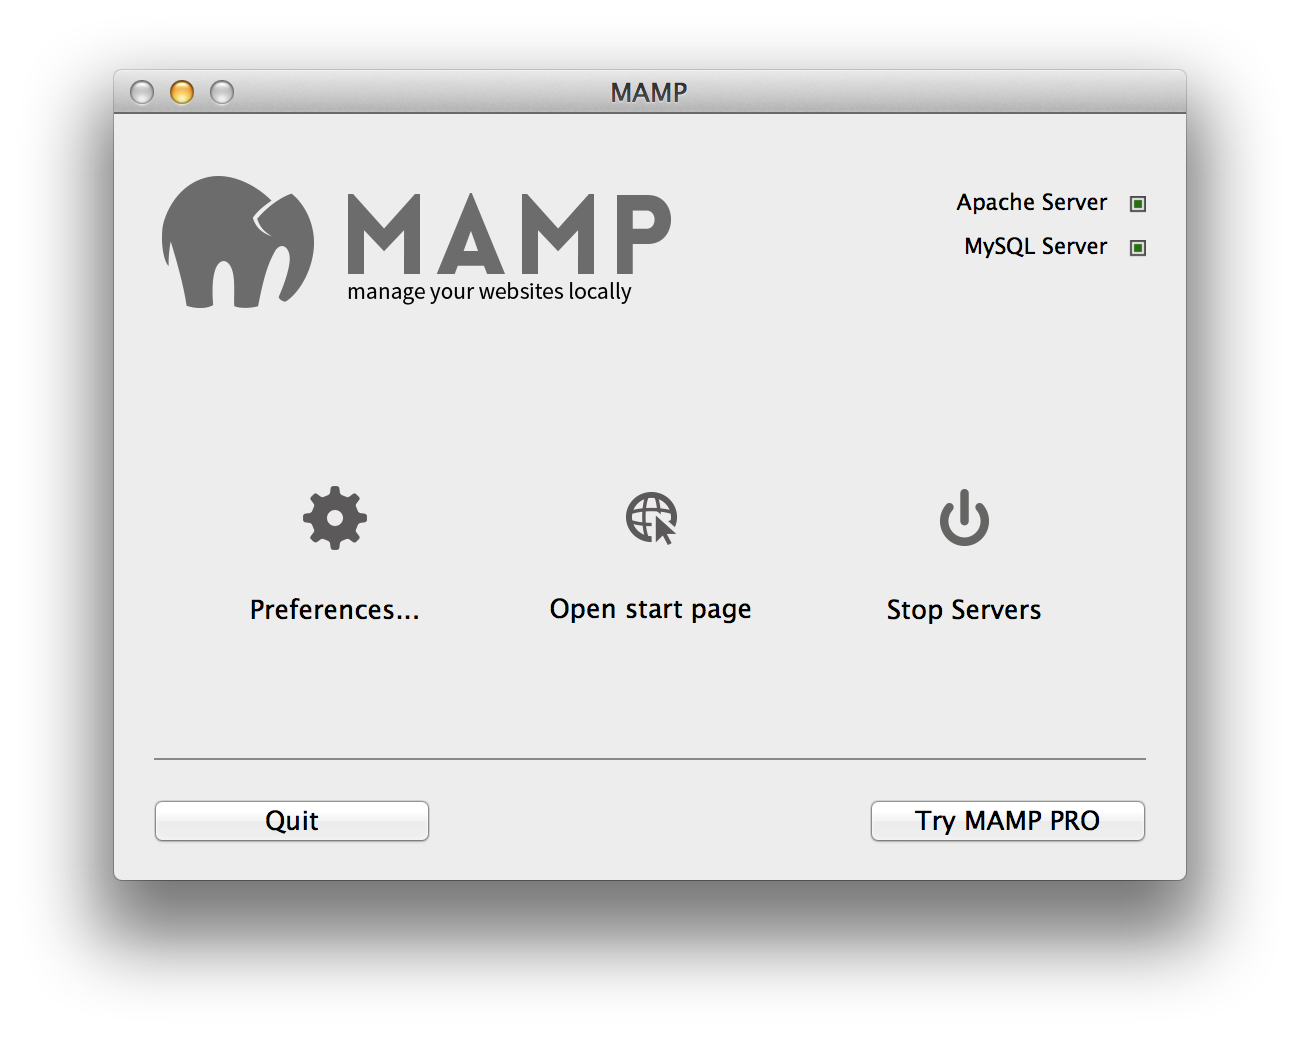 MAMP
MAMP
manage your websites locally
Apache Server
MySQL Server
Preferences...
Open start page
Stop Servers
Quit
Try MAMP PRO